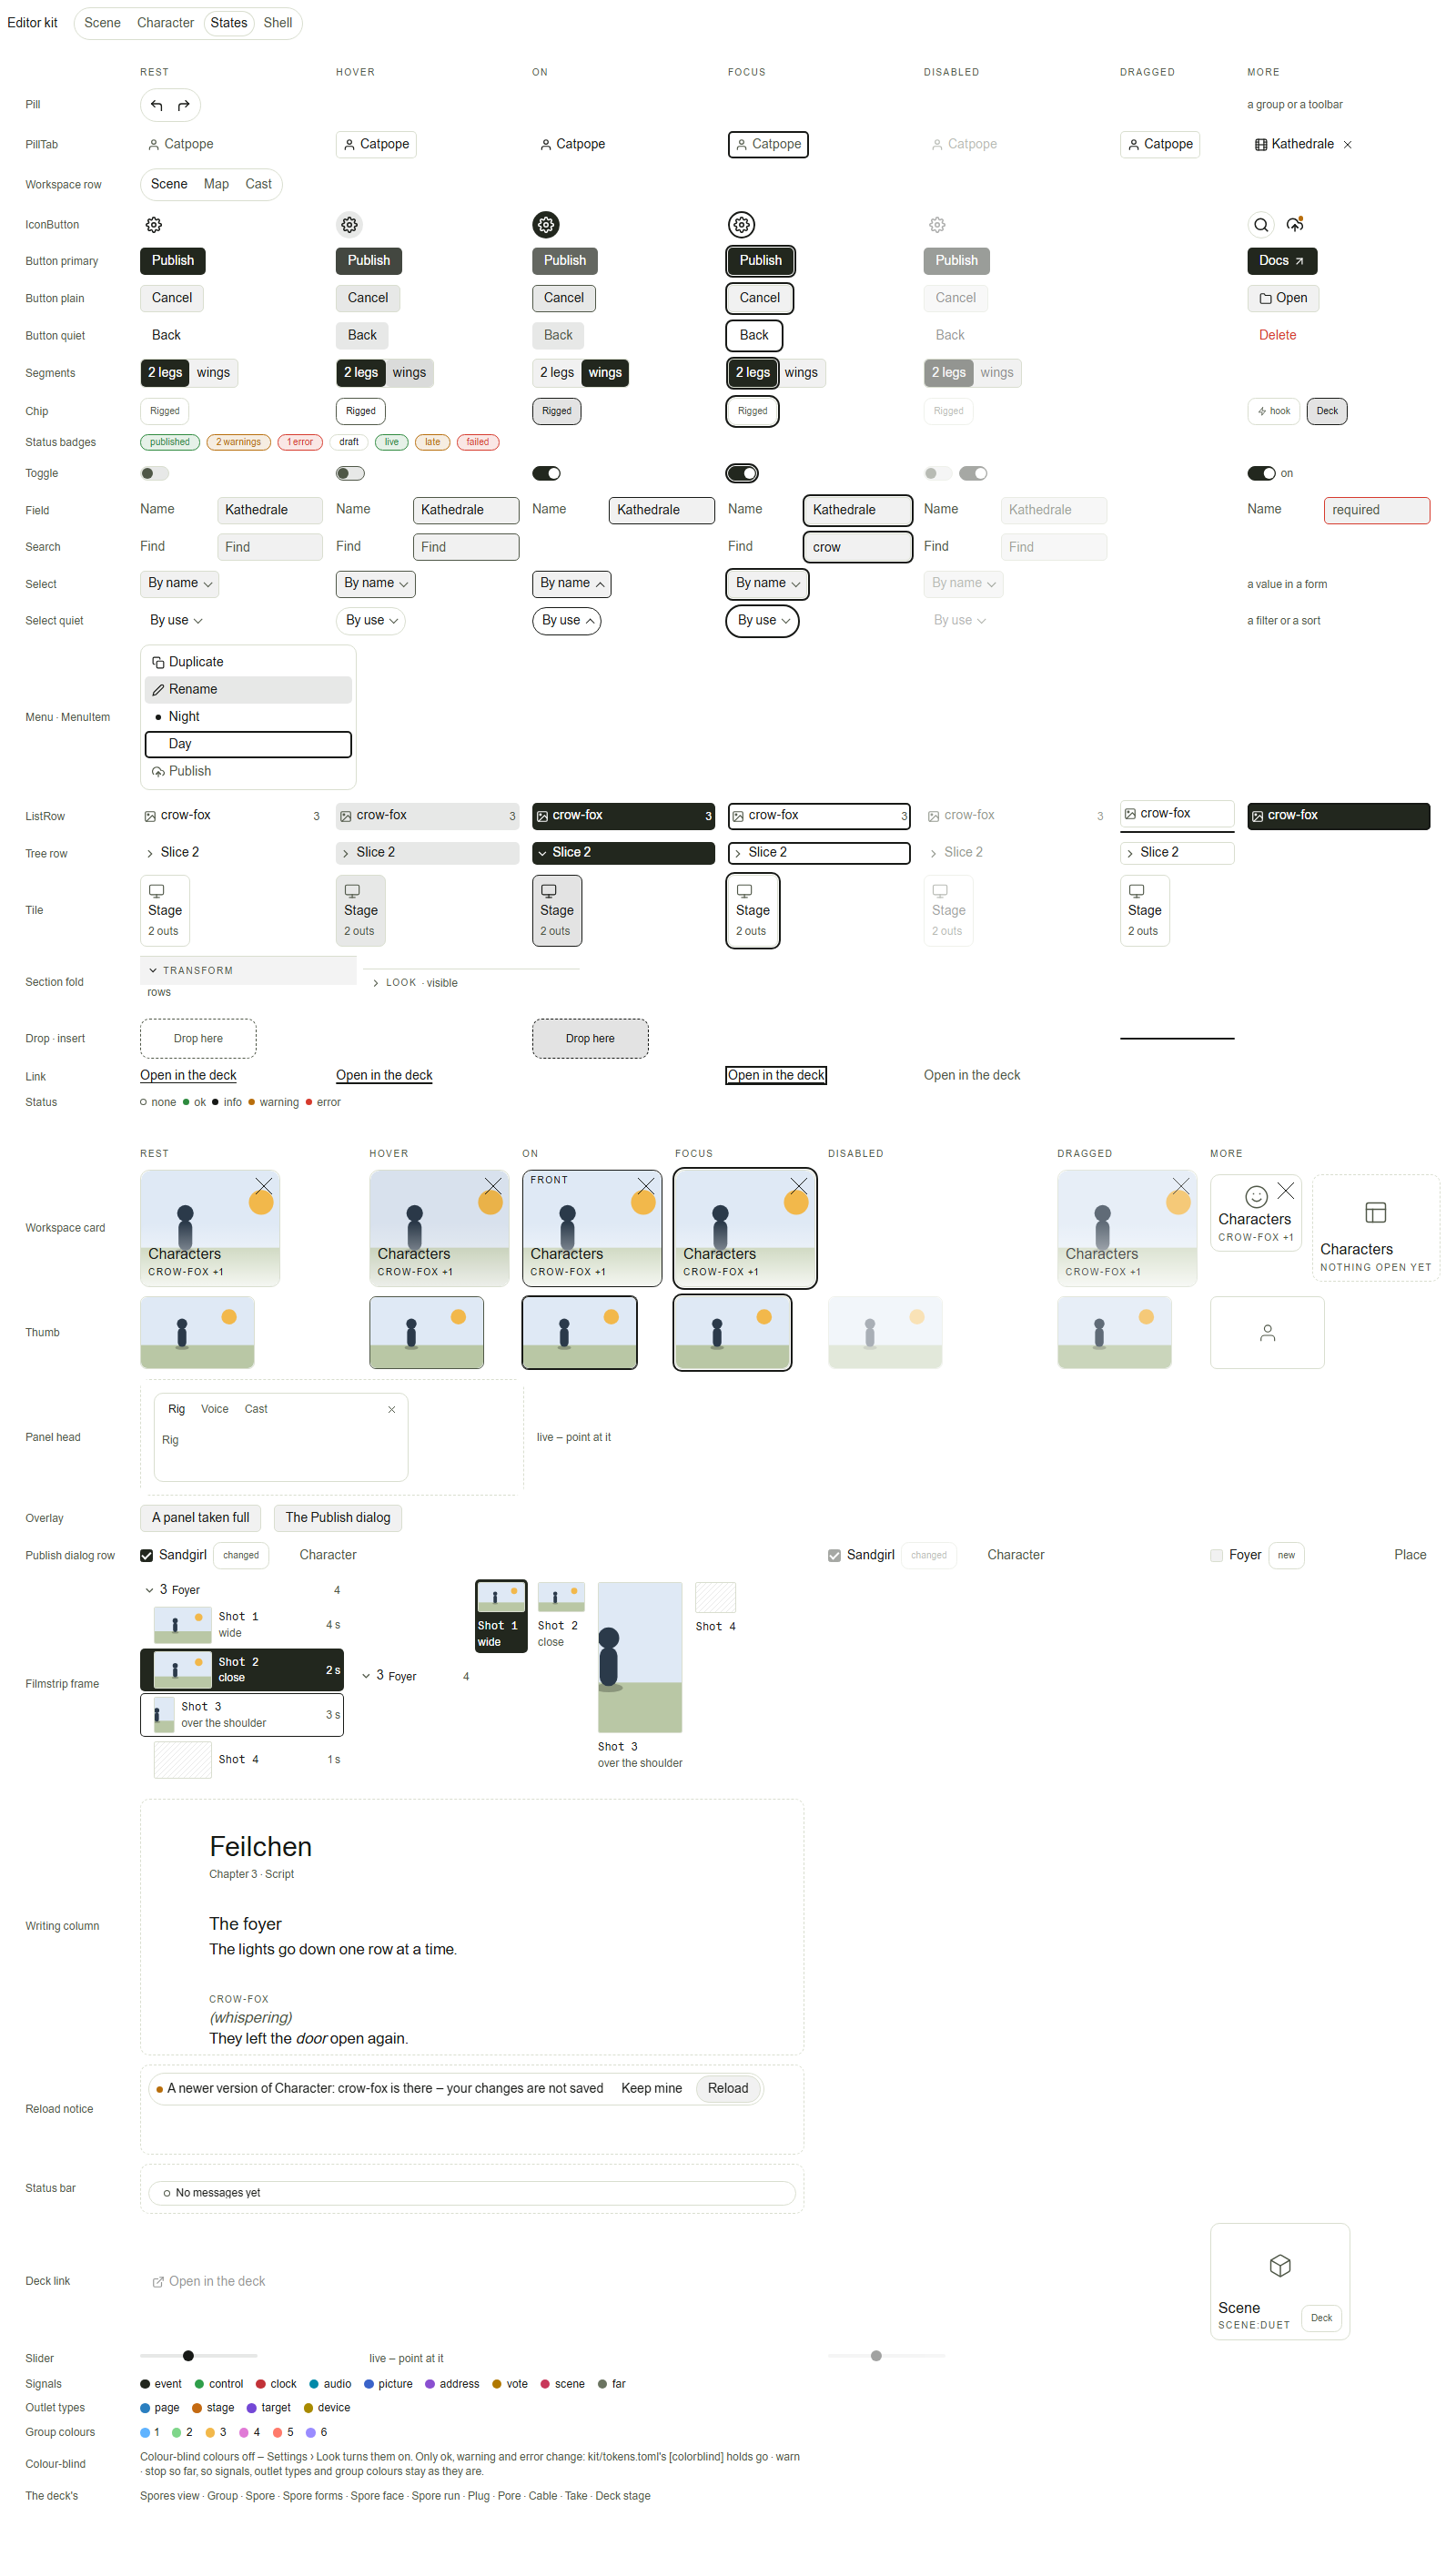 Editor kit Scene Character States Shell
REST HOVER ON FOCUS DISABLED DRAGGED MORE
Pill a group or a toolbar
PillTab Catpope Catpope Catpope Catpope Catpope Catpope Kathedrale
Workspace row Scene Map Cast
IconButton
Button primary Publish Publish Publish Publish Publish Docs
Button plain Cancel Cancel Cancel Cancel Cancel Open
Button quiet Back Back Back Back Back Delete
Segments 2 legs wings 2 legs wings 2 legs wings 2 legs wings 2 legs wings
Chip Rigged Rigged Rigged Rigged Rigged hook Deck
Status badges published 2 warnings 1 error draft live late failed
Toggle on
Field Name Kathedrale Name Kathedrale Name Kathedrale Name Kathedrale Name Kathedrale Name required
Search Find Find Find Find Find crow Find Find
Select By name By name By name By name By name a value in a form
Select quiet By use By use By use By use By use a filter or a sort
Duplicate
Rename
Menu · MenuItem Night
Day
Publish
ListRow crow-fox 3 crow-fox 3 crow-fox 3 crow-fox 3 crow-fox 3 crow-fox crow-fox
Tree row Slice 2 Slice 2 Slice 2 Slice 2 Slice 2 Slice 2
Tile Stage Stage Stage Stage Stage Stage
2 outs 2 outs 2 outs 2 outs 2 outs 2 outs
TRANSFORM
Section fold LOOK · visible
rows
Drop · insert Drop here Drop here
Link Open in the deck Open in the deck Open in the deck Open in the deck
Status none ok info warning error
REST HOVER ON FOCUS DISABLED DRAGGED MORE
FRONT
Workspace card Characters Characters Characters Characters Characters Characters Characters
CROW-FOX +1 CROW-FOX +1 CROW-FOX +1 CROW-FOX +1 CROW-FOX +1 CROW-FOX +1 NOTHING OPEN YET
Thumb
Rig Voice Cast
Panel head live – point at it
Rig
Overlay A panel taken full The Publish dialog
Publish dialog row Sandgirl changed Character Sandgirl changed Character Foyer new Place
3 Foyer 4
Shot 1 4 s
wide
Shot 2 2 s
close
Filmstrip frame
Shot 3 3 s
over the shoulder
Shot 4 1 s
3 Foyer 4
Shot 1
wide
Shot 2
close
Shot 3
over the shoulder
Shot 4
Feilchen
Chapter 3 · Script
The foyer
Writing column
The lights go down one row at a time.
CROW-FOX
(whispering)
They left the door open again.
A newer version of Character: crow-fox is there – your changes are not saved Keep mine Reload
Reload notice
Status bar No messages yet
Deck link Open in the deck
Scene
SCENE:DUET Deck
Slider live – point at it
Signals event control clock audio picture address vote scene far
Outlet types page stage target device
Group colours 1 2 3 4 5 6
Colour-blind
Colour-blind colours off – Settings › Look turns them on. Only ok, warning and error change: kit/tokens.toml's [colorblind] holds go · warn
· stop so far, so signals, outlet types and group colours stay as they are.
The deck's Spores view · Group · Spore · Spore forms · Spore face · Spore run · Plug · Pore · Cable · Take · Deck stage